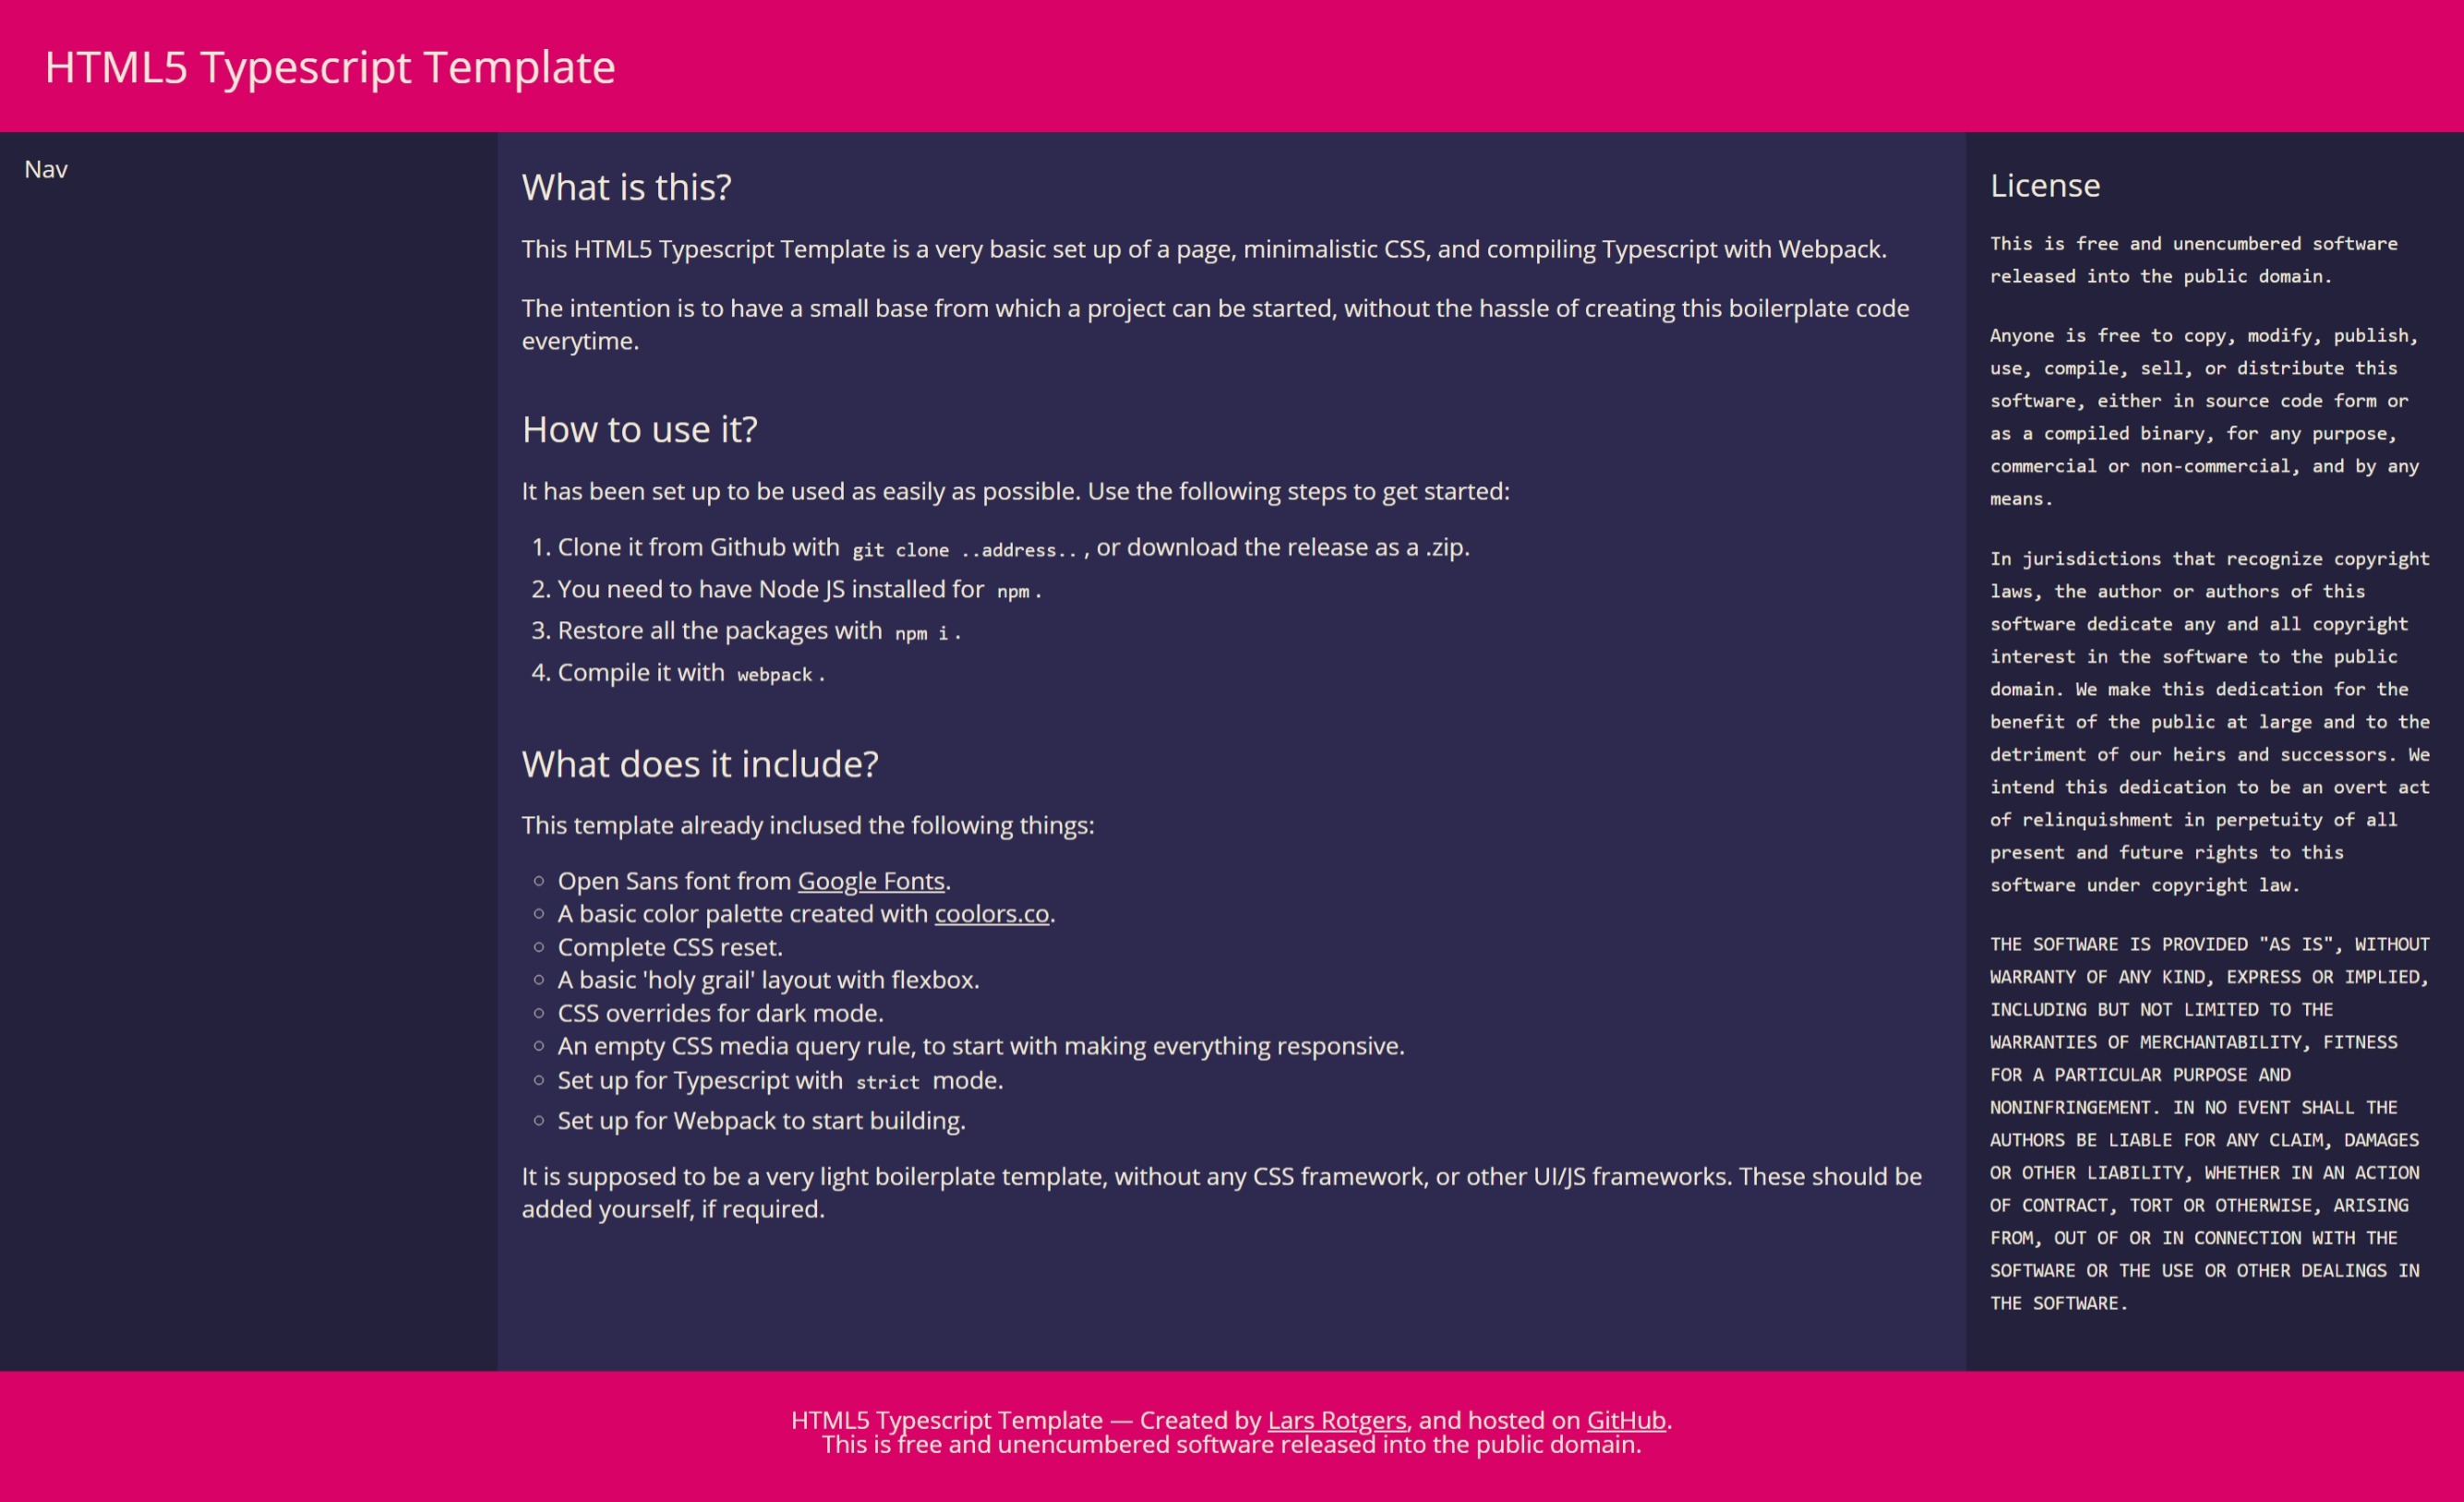 HTML5 Typescript Template
Nav
What is this?
This HTML5 Typescript Template is a very basic set up of a page, minimalistic CSS, and compiling Typescript with Webpack.
The intention is to have a small base from which a project can be started, without the hassle of creating this boilerplate code
everytime.
How to use it?
It has been set up to be used as easily as possible. Use the following steps to get started:
1. Clone it from Github with git clone ..address.. , or download the release as a .zip.
2. You need to have Node JS installed for npm .
3. Restore all the packages with npm i .
4. Compile it with webpack .
What does it include?
This template already inclused the following things:
○ Open Sans font from Google Fonts.
○ A basic color palette created with coolors.co.
○ Complete CSS reset.
○ A basic 'holy grail' layout with flexbox.
○ CSS overrides for dark mode.
○ An empty CSS media query rule, to start with making everything responsive.
○ Set up for Typescript with strict mode.
○ Set up for Webpack to start building.
It is supposed to be a very light boilerplate template, without any CSS framework, or other UI/JS frameworks. These should be
added yourself, if required.
License
This is free and unencumbered software
released into the public domain.
Anyone is free to copy, modify, publish,
use, compile, sell, or distribute this
software, either in source code form or
as a compiled binary, for any purpose,
commercial or non-commercial, and by any
means.
In jurisdictions that recognize copyright
laws, the author or authors of this
software dedicate any and all copyright
interest in the software to the public
domain. We make this dedication for the
benefit of the public at large and to the
detriment of our heirs and successors. We
intend this dedication to be an overt act
of relinquishment in perpetuity of all
present and future rights to this
software under copyright law.
THE SOFTWARE IS PROVIDED "AS IS", WITHOUT
WARRANTY OF ANY KIND, EXPRESS OR IMPLIED,
INCLUDING BUT NOT LIMITED TO THE
WARRANTIES OF MERCHANTABILITY, FITNESS
FOR A PARTICULAR PURPOSE AND
NONINFRINGEMENT. IN NO EVENT SHALL THE
AUTHORS BE LIABLE FOR ANY CLAIM, DAMAGES
OR OTHER LIABILITY, WHETHER IN AN ACTION
OF CONTRACT, TORT OR OTHERWISE, ARISING
FROM, OUT OF OR IN CONNECTION WITH THE
SOFTWARE OR THE USE OR OTHER DEALINGS IN
THE SOFTWARE.
HTML5 Typescript Template — Created by Lars Rotgers, and hosted on GitHub.
This is free and unencumbered software released into the public domain.